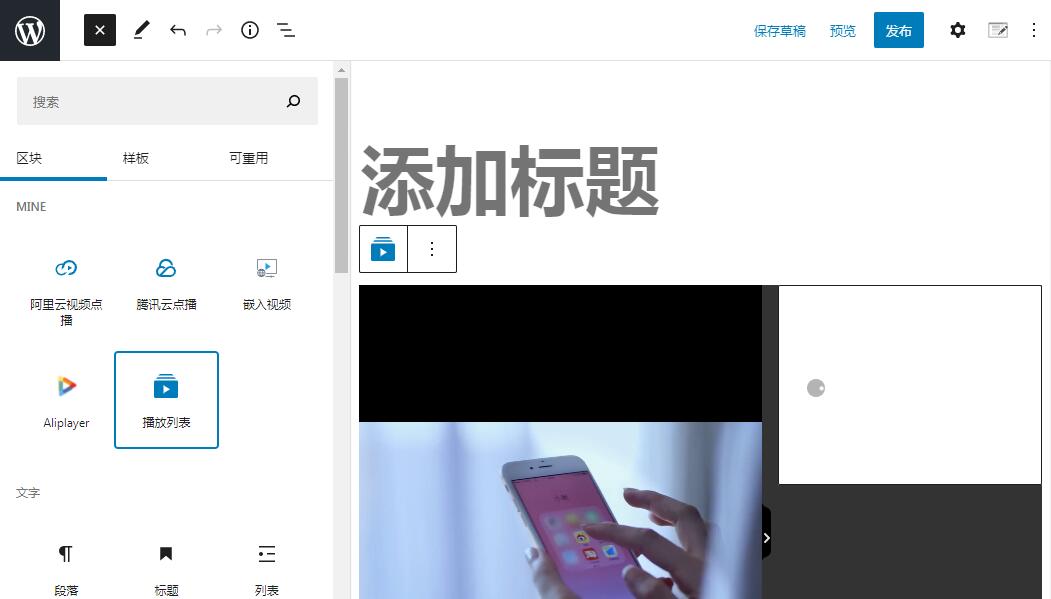 保存草稿 预览 发布
搜索
区块 样板 可重用
添加标题
MINE
阿里云视频点
播
腾讯云点播
嵌入视频
Aliplayer
播放列表
文字
段落
标题
列表